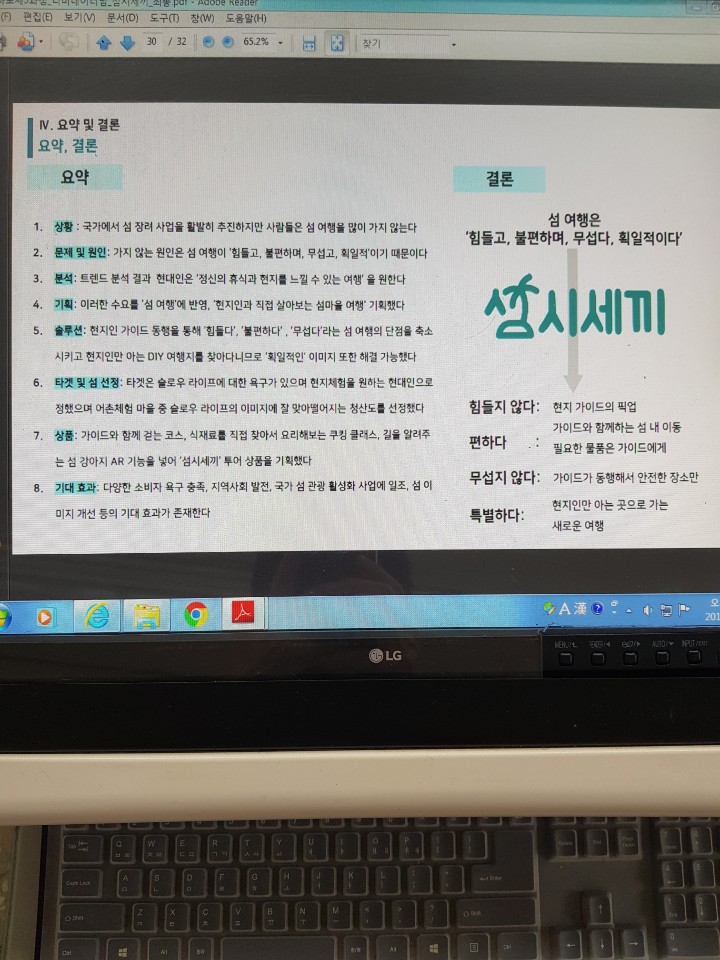 _최종.pdf - Adobe Reader
(F) 편집(E) 보기(V) 문서(D) 도구(T) 창(W) 도움말(H)
30 / 32 65.2% 찾기
Ⅳ. 요약 및 결론
요약, 결론
요약
1. 상황 : 국가에서 섬 장려 사업을 활발히 추진하지만 사람들은 섬 여행을 많이 가지 않는다
2. 문제 및 원인: 가지 않는 원인은 섬 여행이 '힘들고, 불편하며, 무섭고, 획일적'이기 때문이다
3. 분석: 트렌드 분석 결과 현대인은 '정신의 휴식과 현지를 느낄 수 있는 여행' 을 원한다
4. 기획: 이러한 수요를 '섬 여행'에 반영, '현지인과 직접 살아보는 섬마을 여행' 기획했다
5. 솔루션: 현지인 가이드 동행을 통해 '힘들다', '불편하다' , '무섭다'라는 섬 여행의 단점을 축소
시키고 현지인만 아는 DIY 여행지를 찾아다니므로 '획일적인' 이미지 또한 해결 가능했다
6. 타겟 및 섬 선정: 타겟은 슬로우 라이프에 대한 욕구가 있으며 현지체험을 원하는 현대인으로
정했으며 어촌체험 마을 중 슬로우 라이프의 이미지에 잘 맞아떨어지는 청산도를 선정했다
7. 상품: 가이드와 함께 걷는 코스, 식재료를 직접 찾아서 요리해보는 쿠킹 클래스, 길을 알려주
는 섬 강아지 AR 기능을 넣어 '섬시세끼' 투어 상품을 기획했다
8. 기대 효과: 다양한 소비자 욕구 충족, 지역사회 발전, 국가 섬 관광 활성화 사업에 일조, 섬 이
미지 개선 등의 기대 효과가 존재한다
결론
섬 여행은
'힘들고, 불편하며, 무섭다, 획일적이다'
섬시세끼
힘들지 않다: 현지 가이드의 픽업
편하다 : 가이드와 함께하는 섬 내 이동
필요한 물품은 가이드에게
무섭지 않다: 가이드가 동행해서 안전한 장소만
특별하다: 현지인만 아는 곳으로 가는
새로운 여행
A 漢 ?
오
201
LG
MENU AUTO INPUT
Tab Q W E R T Y U I O P
Caps Lock A S D F G H J K L Enter
Shift Z X C V B N M Shift
Ctrl Alt Alt Ctrl